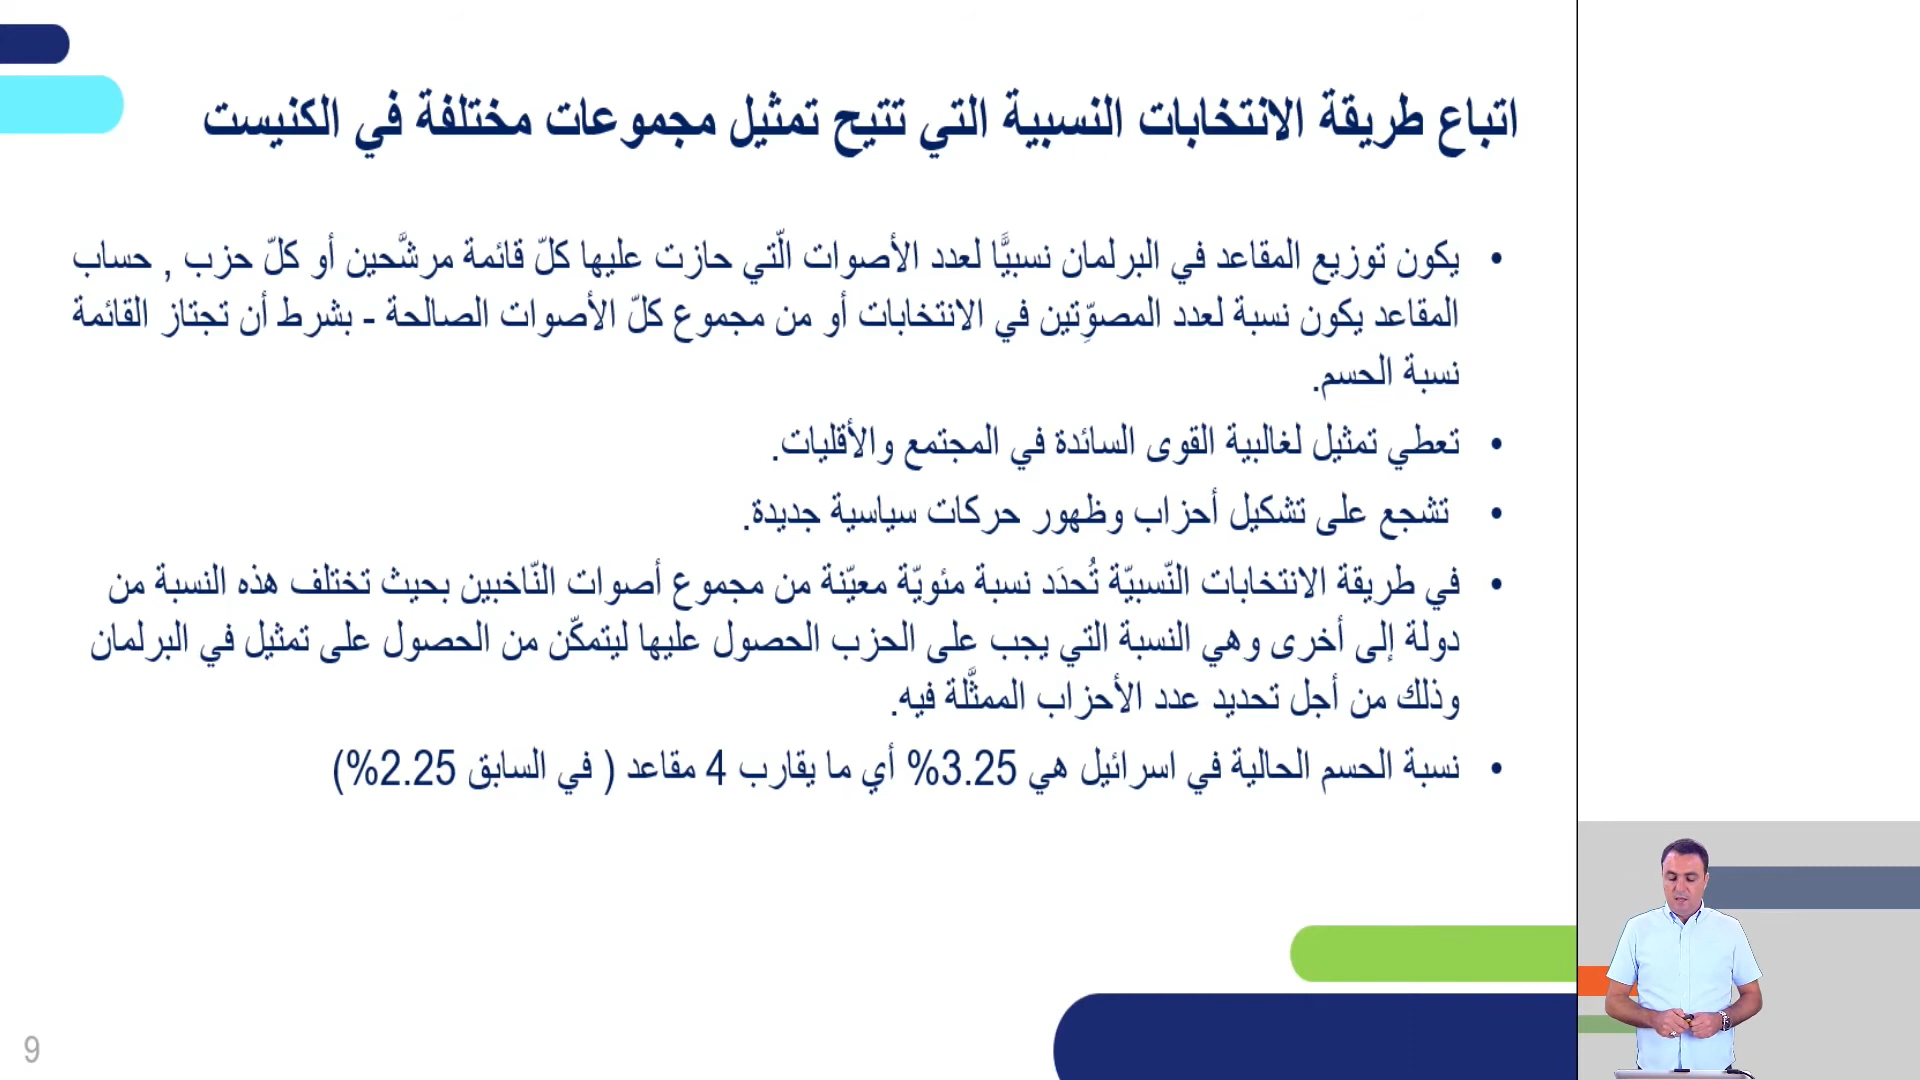 اتباع طريقة الانتخابات النسبية التي تتيح تمثيل مجموعات مختلفة في الكنيست
• يكون توزيع المقاعد في البرلمان نسبيًّا لعدد الأصوات الّتي حازت عليها كلّ قائمة مرشَّحين أو كلّ حزب , حساب
المقاعد يكون نسبة لعدد المصوِّتين في الانتخابات أو من مجموع كلّ الأصوات الصالحة - بشرط أن تجتاز القائمة
نسبة الحسم.
• تعطي تمثيل لغالبية القوى السائدة في المجتمع والأقليات.
• تشجع على تشكيل أحزاب وظهور حركات سياسية جديدة.
• في طريقة الانتخابات النّسبيّة تُحدَد نسبة مئويّة معيّنة من مجموع أصوات النّاخبين بحيث تختلف هذه النسبة من
دولة إلى أخرى وهي النسبة التي يجب على الحزب الحصول عليها ليتمكّن من الحصول على تمثيل في البرلمان
وذلك من أجل تحديد عدد الأحزاب الممثَّلة فيه.
• نسبة الحسم الحالية في اسرائيل هي 3.25% أي ما يقارب 4 مقاعد ( في السابق 2.25%)
9